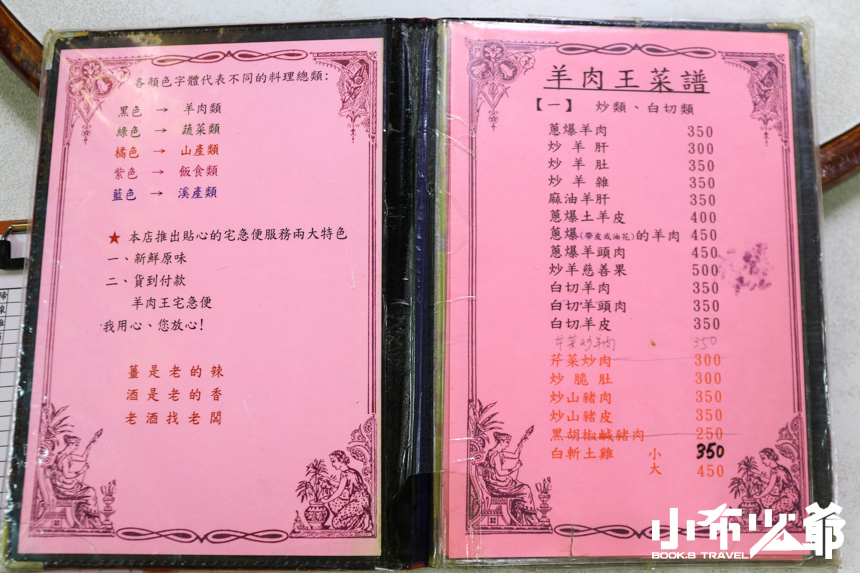 各顏色字體代表不同的料理總類:
黑色 → 羊肉類
綠色 → 蔬菜類
橘色 → 山產類
紫色 → 飯食類
藍色 → 溪產類
★ 本店推出貼心的宅急便服務兩大特色
一、新鮮原味
二、貨到付款
羊肉王宅急便
我用心、您放心!
薑是老的辣
酒是老的香
老酒找老闆
羊肉王菜譜
【一】 炒類、白切類
蔥爆羊肉 350
炒羊肝 300
炒羊肚 350
炒羊雜 350
麻油羊肝 350
蔥爆土羊皮 400
蔥爆(帶皮或油花)的羊肉 450
蔥爆羊頭肉 450
炒羊慈善果 500
白切羊肉 350
白切羊頭肉 350
白切羊皮 350
芹菜炒羊肉 350
芹菜炒肉 300
炒脆肚 300
炒山豬肉 350
炒山豬皮 350
黑胡椒鹹豬肉 250
白斬土雞 小 350
大 450
小布少爺
BOOK.S TRAVEL